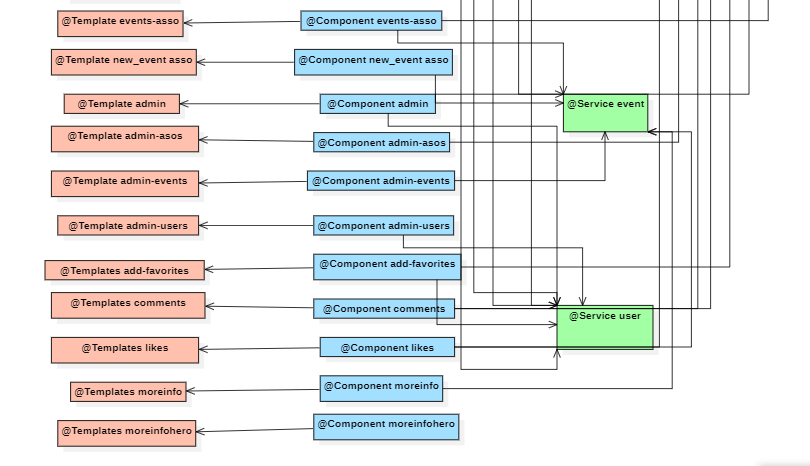 @Template events-asso
@Component events-asso
@Template new_event asso
@Component new_event asso
@Template admin
@Component admin
@Service event
@Template admin-asos
@Component admin-asos
@Template admin-events
@Component admin-events
@Template admin-users
@Component admin-users
@Templates add-favorites
@Component add-favorites
@Templates comments
@Component comments
@Service user
@Templates likes
@Component likes
@Templates moreinfo
@Component moreinfo
@Templates moreinfohero
@Component moreinfohero